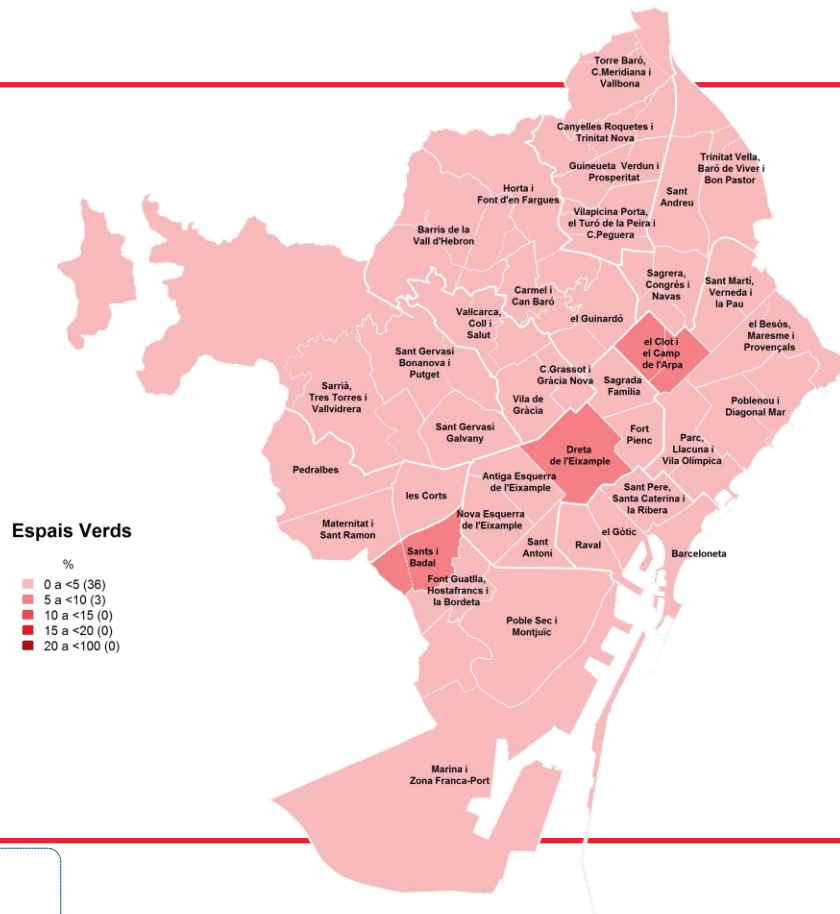 Torre Baró,
C.Meridiana i
Vallbona
Canyelles Roquetes i
Trinitat Nova
Guineueta Verdun i
Prosperitat
Trinitat Vella,
Baró de Viver i
Bon Pastor
Sant
Andreu
Horta i
Font d'en Fargues
Vilapicina Porta,
el Turó de la Peira i
C.Peguera
Barris de la
Vall d'Hebron
Sagrera,
Congrés i
Navas
Sant Martí,
Verneda i
la Pau
Carmel i
Can Baró
Vallcarca,
Coll i
Salut
el Guinardó
el Besòs,
Maresme i
Provençals
el Clot i
el Camp
de l'Arpa
Sant Gervasi
Bonanova i
Putget
C.Grassot i
Gràcia Nova
Sagrada
Família
Sarrià,
Tres Torres i
Vallvidrera
Vila de
Gràcia
Poblenou i
Diagonal Mar
Sant Gervasi
Galvany
Fort
Pienc
Parc,
Llacuna i
Vila Olímpica
Dreta
de l'Eixample
Pedralbes
Antiga Esquerra
de l'Eixample
Sant Pere,
Santa Caterina i
la Ribera
les Corts
Maternitat i
Sant Ramon
Nova Esquerra
de l'Eixample
el Gòtic
Sant
Antoni
Raval
Barceloneta
Sants i
Badal
Font Guatlla,
Hostafrancs i
la Bordeta
Poble Sec i
Montjuïc
Marina i
Zona Franca-Port
Espais Verds
%
0 a <5 (36)
5 a <10 (3)
10 a <15 (0)
15 a <20 (0)
20 a <100 (0)